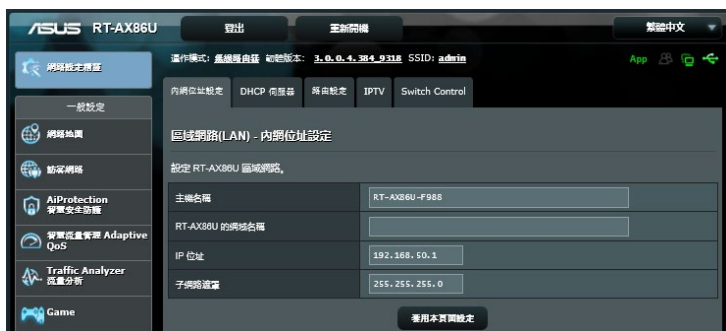 ASUS RT-AX86U 登出 重新開機 繁體中文
運作模式: 無線路由器 韌體版本: 3.0.0.4.384_9318 SSID: admin App
網路設定精靈
內網位址設定 DHCP 伺服器 路由設定 IPTV Switch Control
一般設定
網路地圖
訪客網路
AiProtection
智慧安全防護
智慧流量管理 Adaptive
QoS
Traffic Analyzer
流量分析
Game
區域網路(LAN) - 內網位址設定
設定 RT-AX86U 區域網路。
主機名稱 RT-AX86U-F988
RT-AX86U 的網域名稱
IP 位址 192.168.50.1
子網路遮罩 255.255.255.0
套用本頁面設定